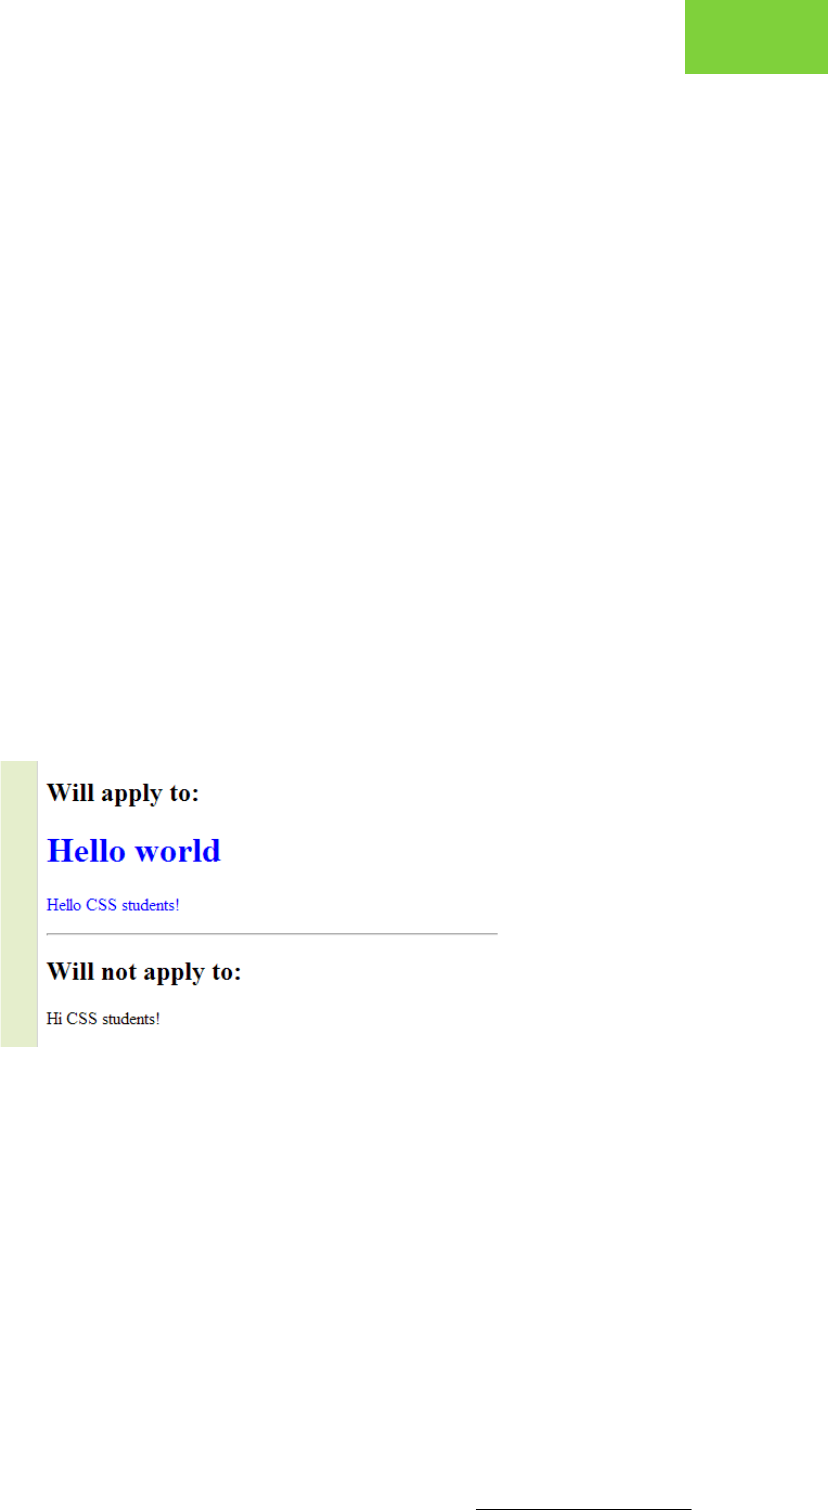 Will apply to:
Hello world
Hello CSS students!
Will not apply to:
Hi CSS students!